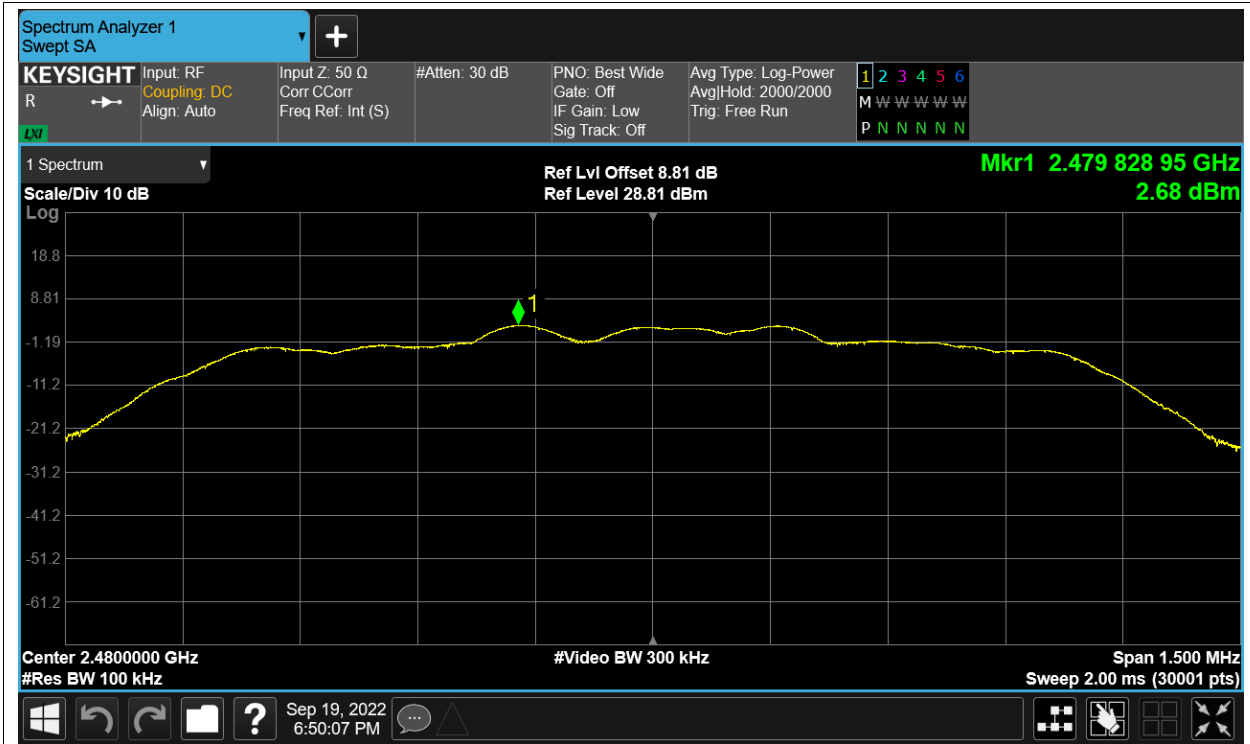 Spectrum Analyzer 1
Swept SA
KEYSIGHT
R
LXI
Input: RF
Coupling: DC
Align: Auto
Input Z: 50 Ω
Corr CCorr
Freq Ref: Int (S)
#Atten: 30 dB
PNO: Best Wide
Gate: Off
IF Gain: Low
Sig Track: Off
Avg Type: Log-Power
Avg|Hold: 2000/2000
Trig: Free Run
1 2 3 4 5 6
M W W W W W
P N N N N N
1 Spectrum
Scale/Div 10 dB
Log
Ref Lvl Offset 8.81 dB
Ref Level 28.81 dBm
Mkr1 2.479 828 95 GHz
2.68 dBm
18.8
8.81
-1.19
-11.2
-21.2
-31.2
-41.2
-51.2
-61.2
1
Center 2.4800000 GHz
#Res BW 100 kHz
#Video BW 300 kHz
Span 1.500 MHz
Sweep 2.00 ms (30001 pts)
?
Sep 19, 2022
6:50:07 PM